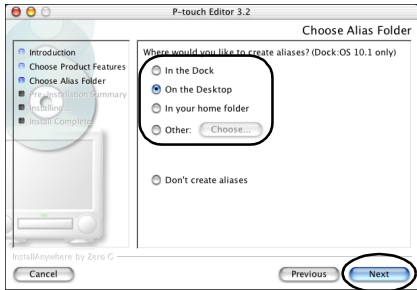 P-touch Editor 3.2
Choose Alias Folder
Introduction
Choose Product Features
Choose Alias Folder
Pre-Installation Summary
Installing...
Install Complete
Where would you like to create aliases? (Dock:OS 10.1 only)
In the Dock
On the Desktop
In your home folder
Other: Choose...
Don't create aliases
InstallAnywhere by Zero G
Cancel Previous Next